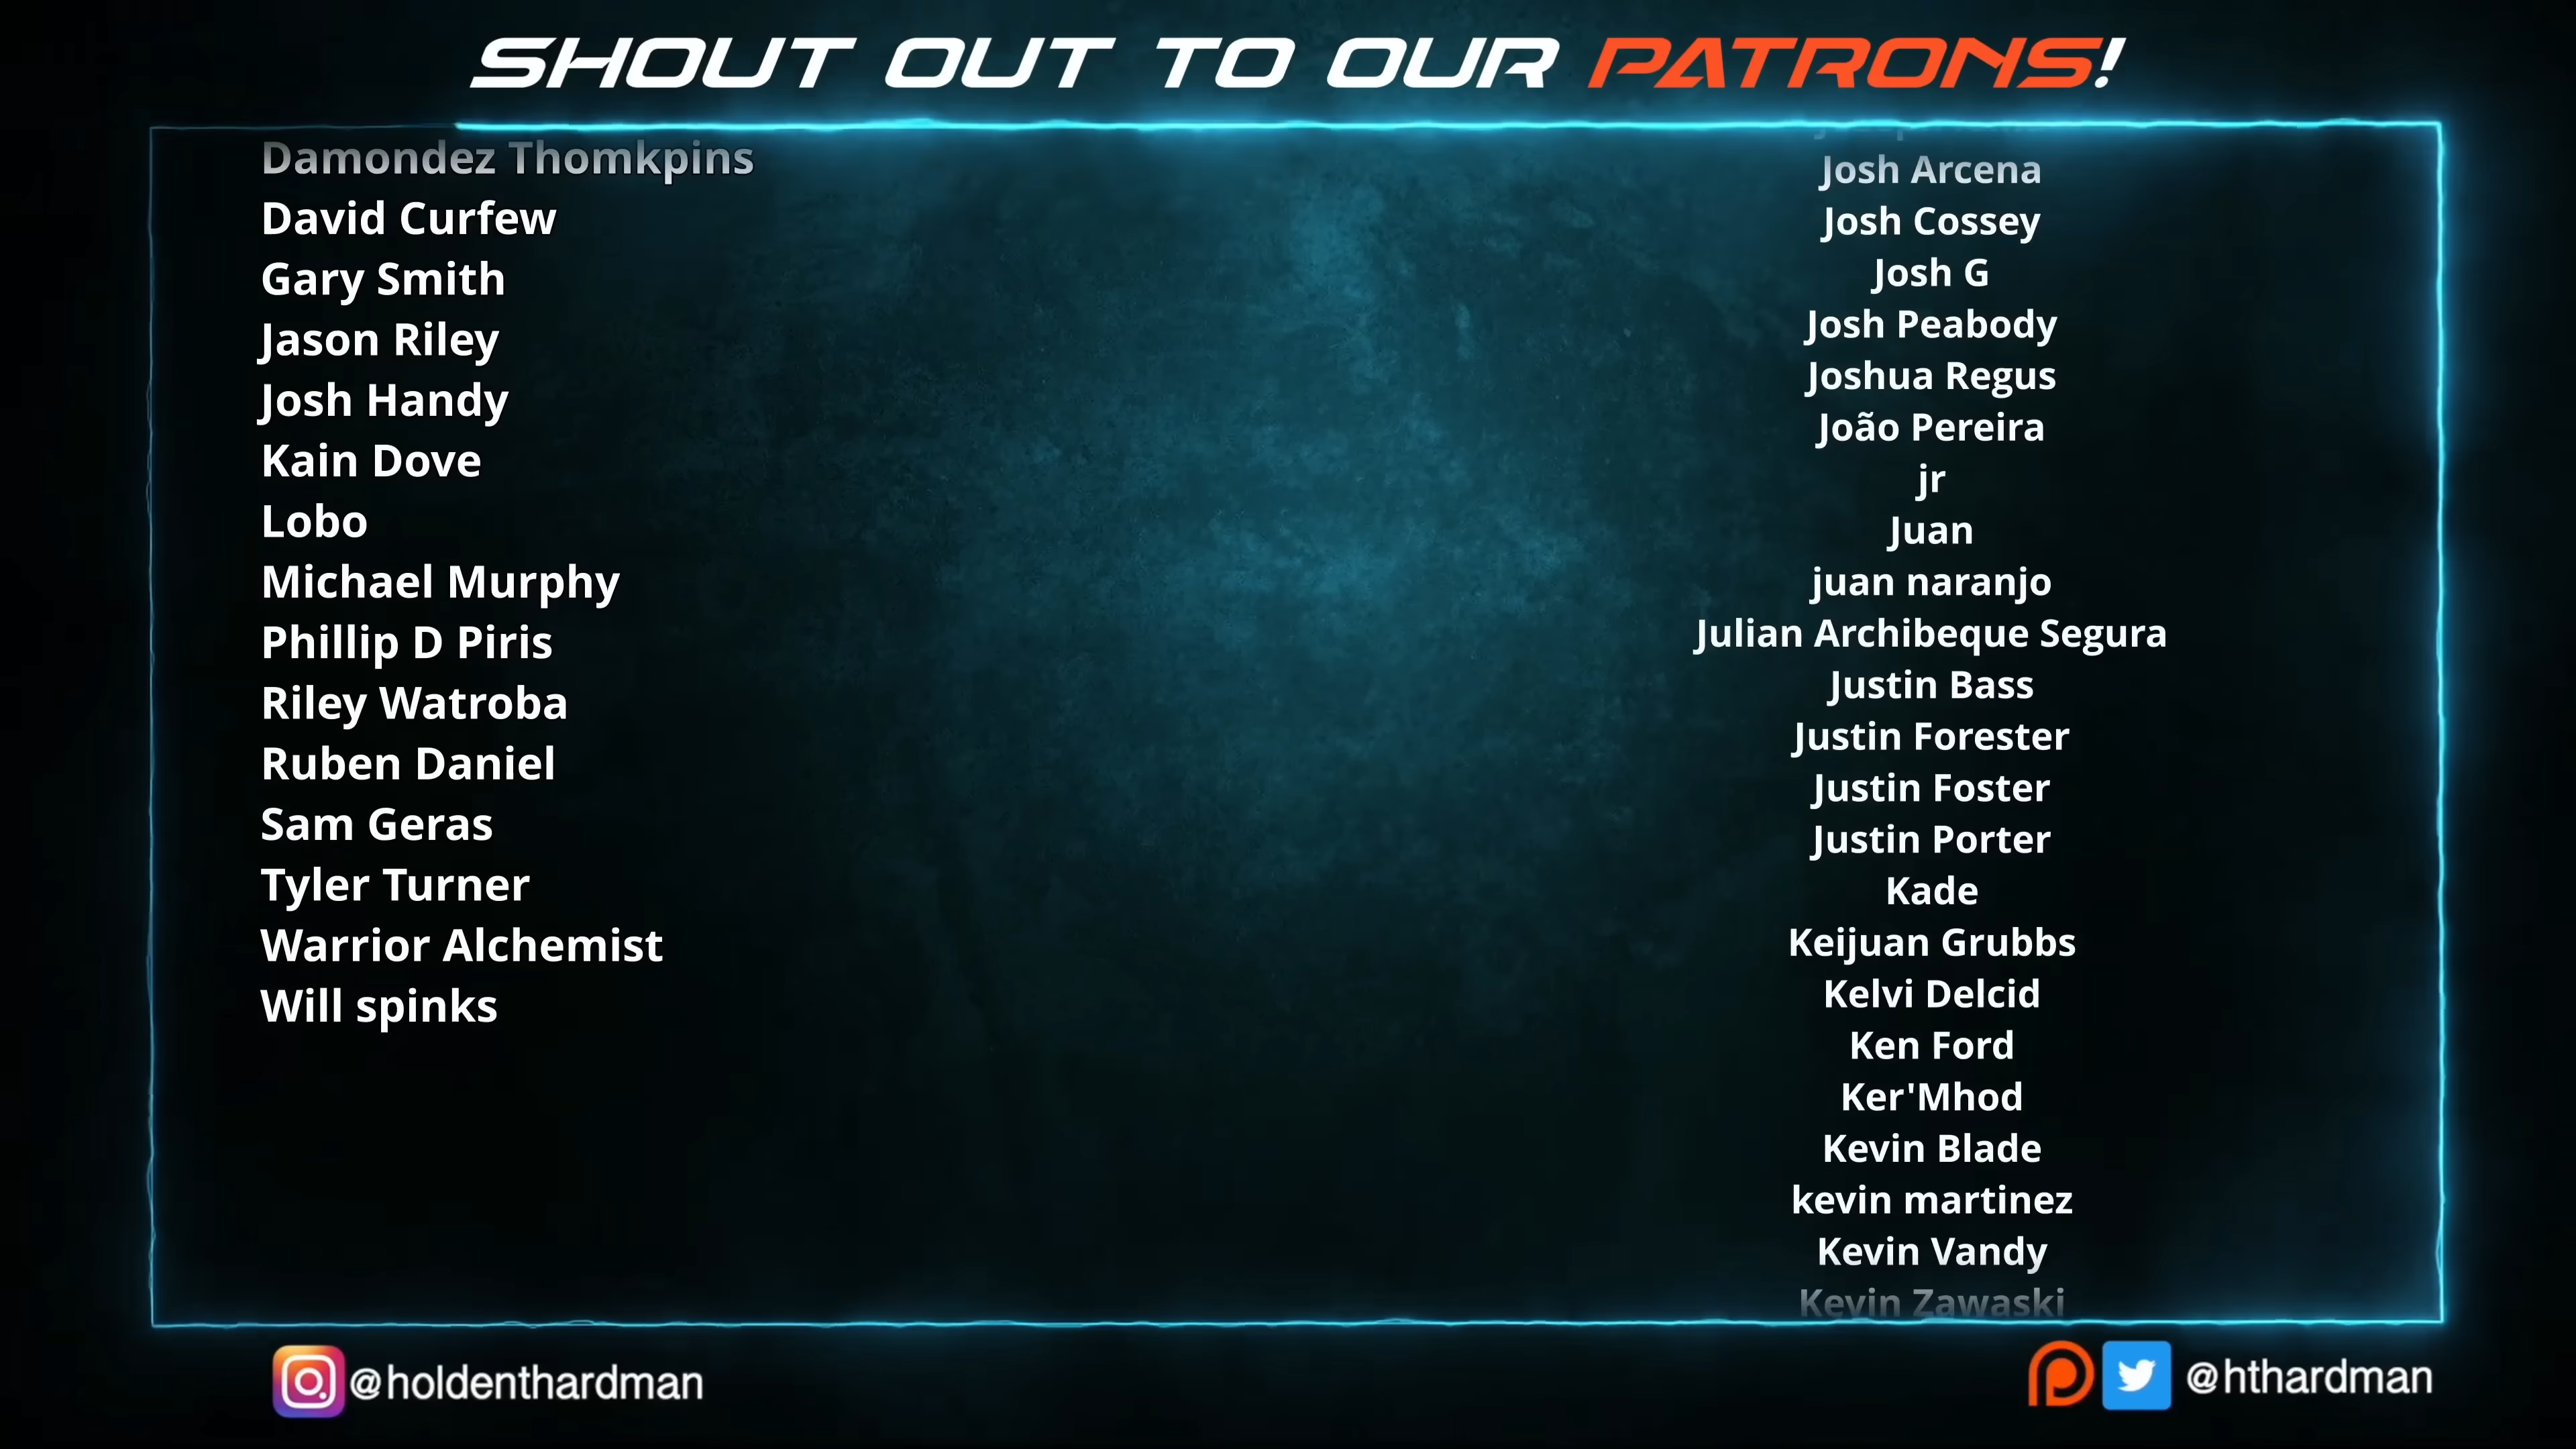 SHOUT OUT TO OUR PATRONS!
Damondez Thomkpins
David Curfew
Gary Smith
Jason Riley
Josh Handy
Kain Dove
Lobo
Michael Murphy
Phillip D Piris
Riley Watroba
Ruben Daniel
Sam Geras
Tyler Turner
Warrior Alchemist
Will spinks
Josh Arcena
Josh Cossey
Josh G
Josh Peabody
Joshua Regus
João Pereira
jr
Juan
juan naranjo
Julian Archibeque Segura
Justin Bass
Justin Forester
Justin Foster
Justin Porter
Kade
Keijuan Grubbs
Kelvi Delcid
Ken Ford
Ker'Mhod
Kevin Blade
kevin martinez
Kevin Vandy
Kevin Zawaski
@holdenthardman
@hthardman